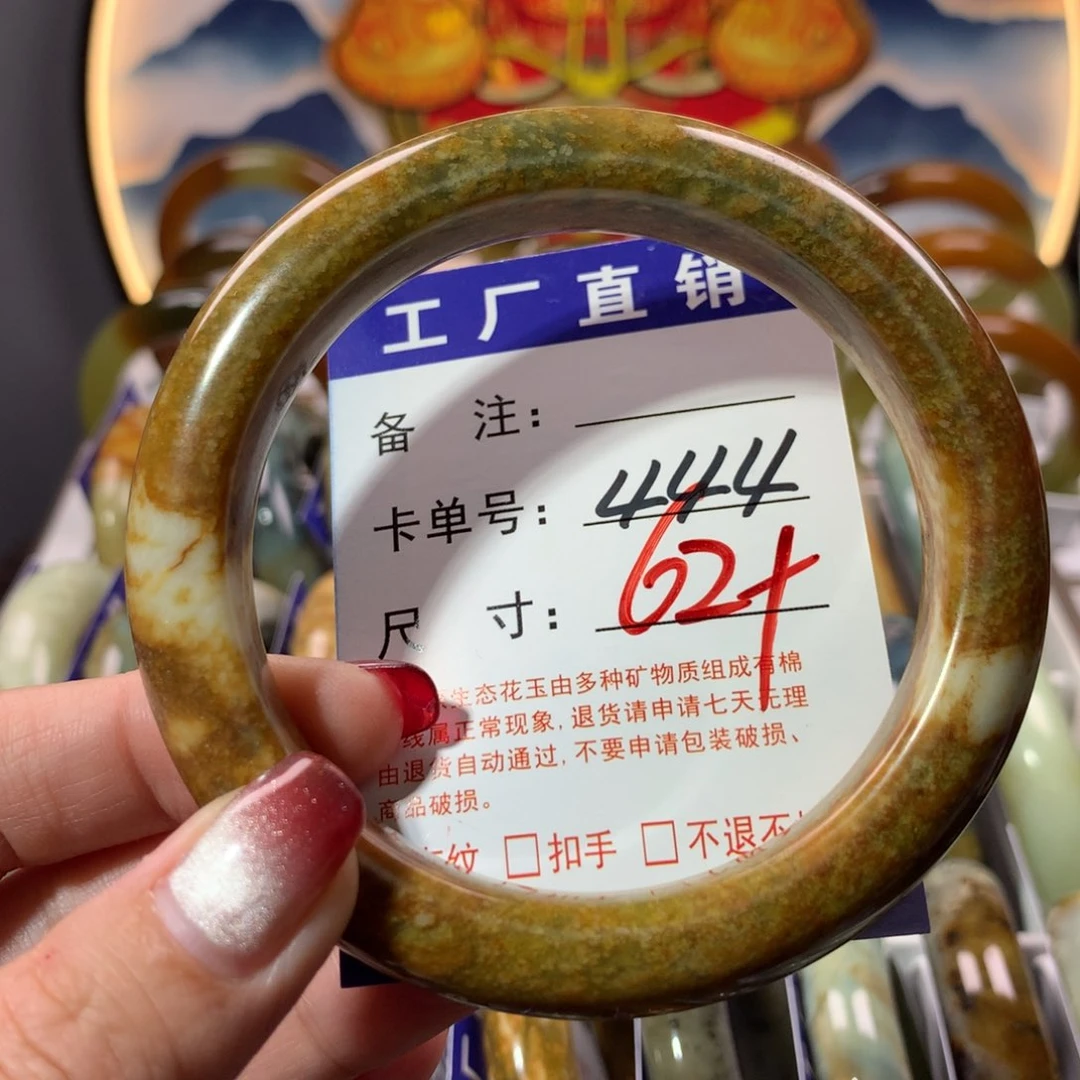 工厂直销
备 注:
卡单号: 444
尺 寸: 62+
生态花玉由多种矿物质组成有棉
线属正常现象,退货请申请七天无理
由退货自动通过,不要申请包装破损、
商品破损。
纹 □扣手 □不退不